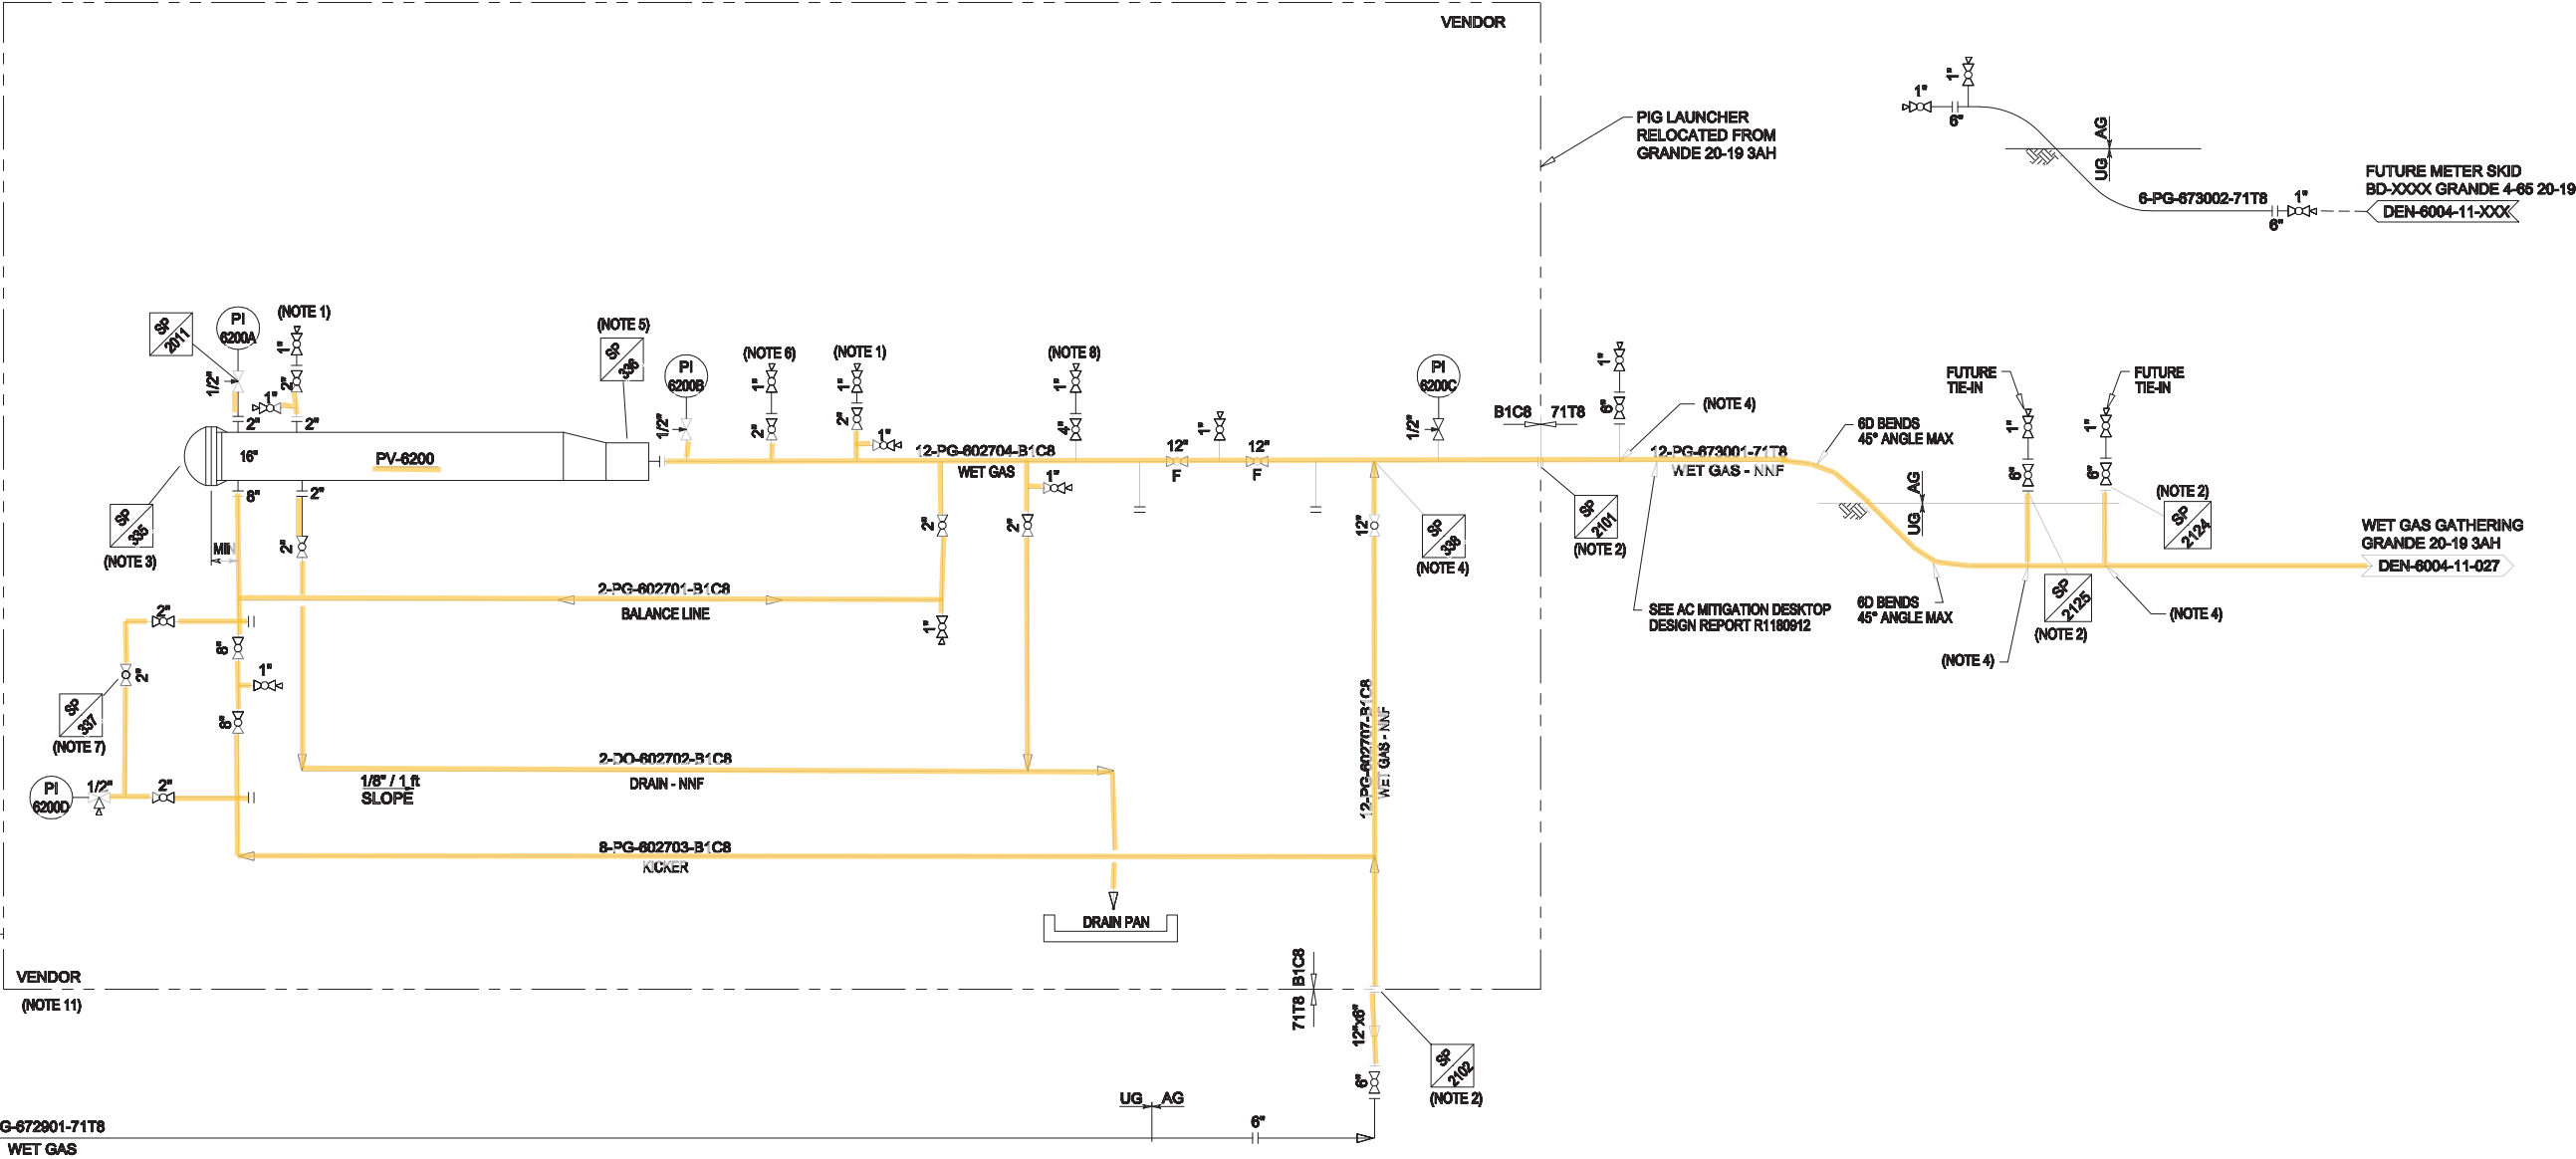 VENDOR
PIG LAUNCHER
RELOCATED FROM
GRANDE 20-19 3AH
1"
1"
6"
AG
UG
6-PG-673002-71T8
1"
6"
FUTURE METER SKID
BD-XXXX GRANDE 4-65 20-19
DEN-6004-11-XXX
SP
2011
PI
6200A
(NOTE 1)
1"
1/2"
2"
1"
2"
2"
(NOTE 5)
SP
336
PI
6200B
1/2"
(NOTE 6)
1"
2"
(NOTE 1)
1"
2"
1"
(NOTE 8)
1"
4"
1"
PI
6200C
1/2"
B1C8
71T8
1"
6"
(NOTE 4)
6D BENDS
45° ANGLE MAX
FUTURE
TIE-IN
1"
6"
FUTURE
TIE-IN
1"
6"
16"
PV-6200
12-PG-602704-B1C8
WET GAS
12"
F
12"
F
12-PG-673001-71T8
WET GAS - NNF
AG
UG
(NOTE 2)
SP
2124
8"
2"
SP
335
(NOTE 3)
MIN
2"
2"
1"
2"
12"
SP
338
(NOTE 4)
SP
2101
(NOTE 2)
WET GAS GATHERING
GRANDE 20-19 3AH
DEN-6004-11-027
2-PG-602701-B1C8
BALANCE LINE
1"
SEE AC MITIGATION DESKTOP
DESIGN REPORT R1180912
6D BENDS
45° ANGLE MAX
SP
2125
(NOTE 2)
(NOTE 4)
(NOTE 4)
2"
8"
2"
1"
SP
337
(NOTE 7)
8"
12-PG-602707-B1C8
WET GAS - NNF
PI
6200D
1/2"
2"
1/8" / 1 ft
SLOPE
2-DO-602702-B1C8
DRAIN - NNF
8-PG-602703-B1C8
KICKER
DRAIN PAN
VENDOR
(NOTE 11)
B1C8
71T8
12"x6"
6"
SP
2102
(NOTE 2)
UG
AG
6"
G-672901-71T8
WET GAS